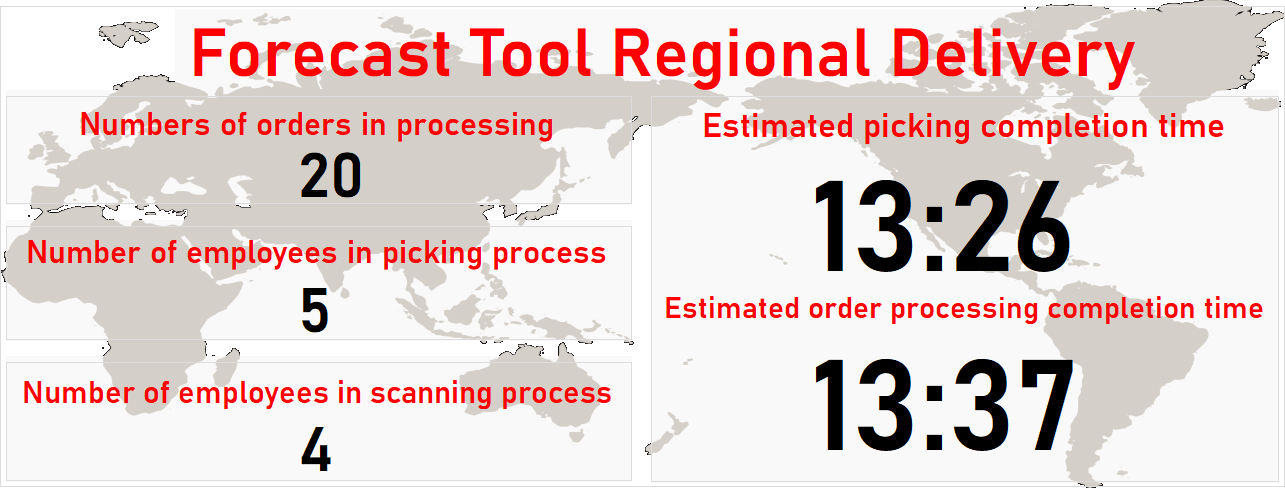 Forecast Tool Regional Delivery
Numbers of orders in processing
20
Number of employees in picking process
5
Number of employees in scanning process
4
Estimated picking completion time
13:26
Estimated order processing completion time
13:37